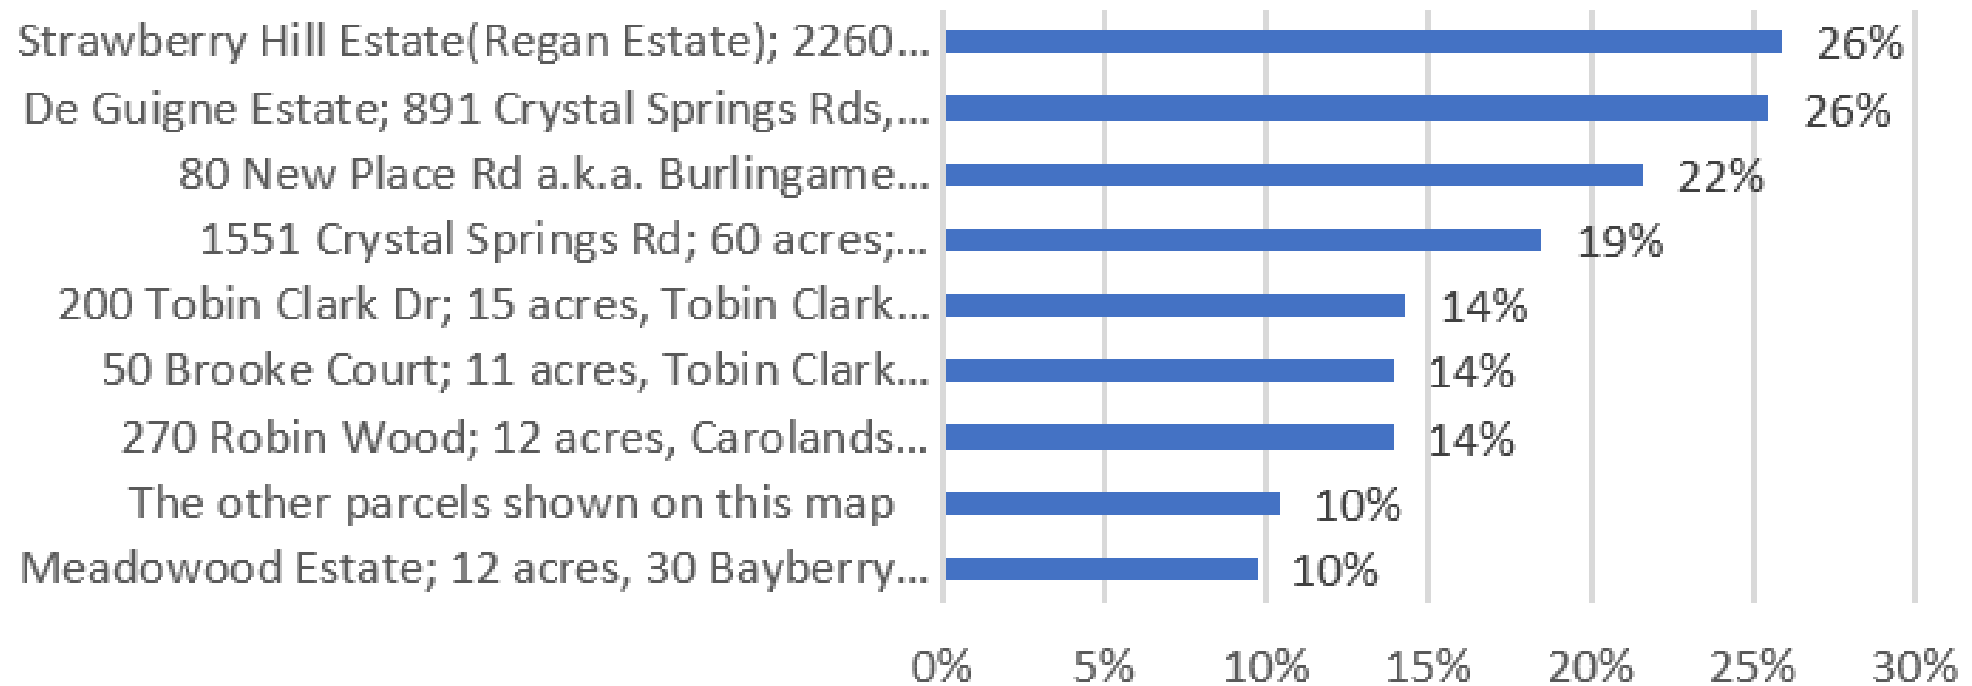 Strawberry Hill Estate(Regan Estate); 2260... 26%
De Guigne Estate; 891 Crystal Springs Rds,... 26%
80 New Place Rd a.k.a. Burlingame... 22%
1551 Crystal Springs Rd; 60 acres;... 19%
200 Tobin Clark Dr; 15 acres, Tobin Clark... 14%
50 Brooke Court; 11 acres, Tobin Clark... 14%
270 Robin Wood; 12 acres, Carolands... 14%
The other parcels shown on this map 10%
Meadowood Estate; 12 acres, 30 Bayberry... 10%
0% 5% 10% 15% 20% 25% 30%